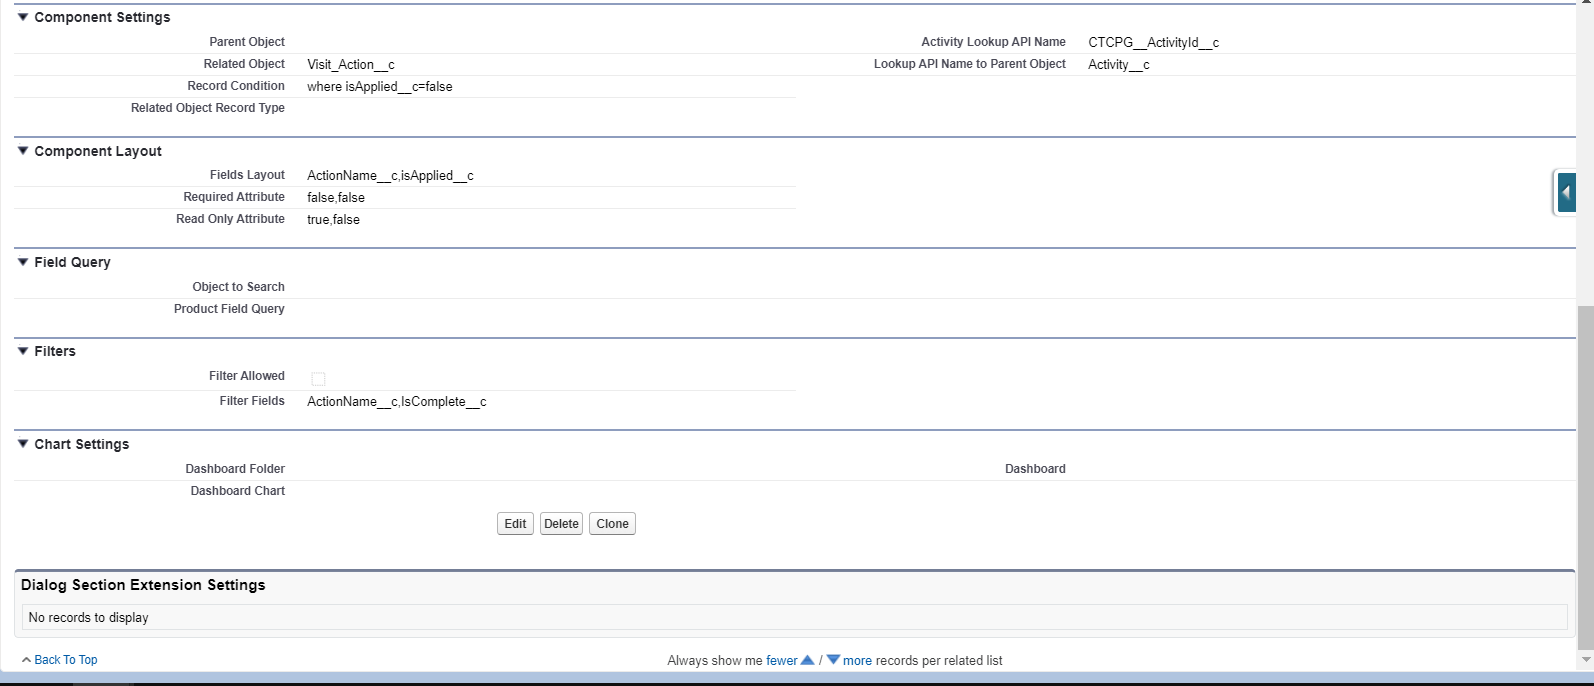 Component Settings
Parent Object
Activity Lookup API Name CTCPG__ActivityId__c
Related Object Visit_Action__c
Lookup API Name to Parent Object Activity__c
Record Condition where isApplied__c=false
Related Object Record Type
Component Layout
Fields Layout ActionName__c,isApplied__c
Required Attribute false,false
Read Only Attribute true,false
Field Query
Object to Search
Product Field Query
Filters
Filter Allowed
Filter Fields ActionName__c,IsComplete__c
Chart Settings
Dashboard Folder
Dashboard
Dashboard Chart
Edit Delete Clone
Dialog Section Extension Settings
No records to display
Back To Top
Always show me fewer / more records per related list